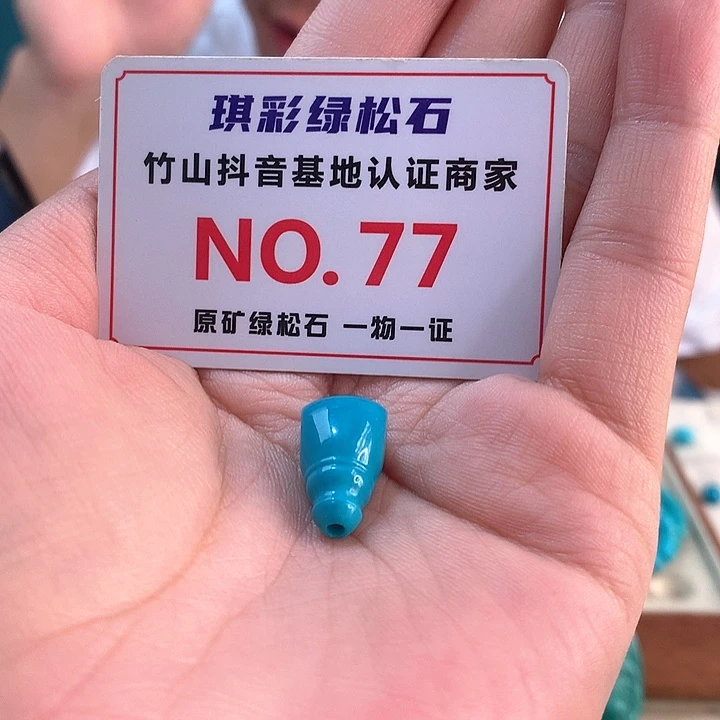 琪彩绿松石
竹山抖音基地认证商家
NO.77
原矿绿松石 一物一证